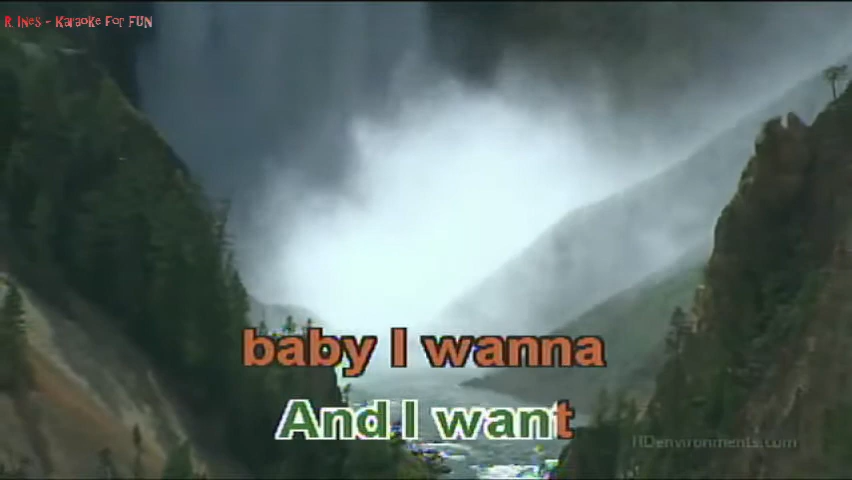 R. INES - KARAOKE FOR FUN
baby I wanna
And I want
HDenvironments.com